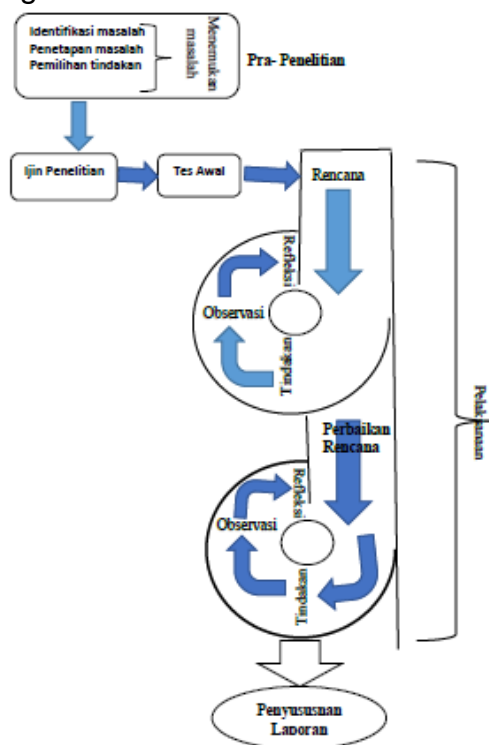 Identifikasi masalah
Penetapan masalah
Pemilihan tindakan
Menemukan
masalah
Pra- Penelitian
Ijin Penelitian
Tes Awal
Rencana
Refleksi
Observasi
Tindakan
Perbaikan
Rencana
Refleksi
Observasi
Tindakan
Pelaksanaan
Penyususnan
Laporan